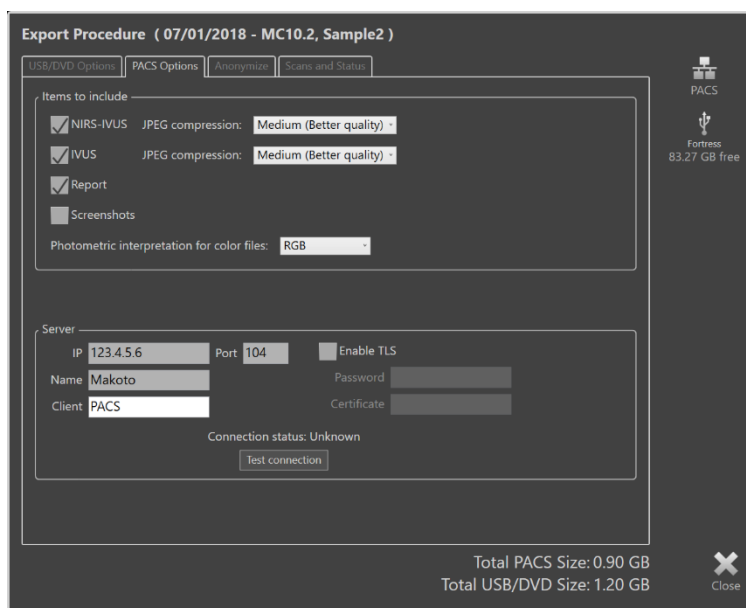 Export Procedure ( 07/01/2018 - MC10.2, Sample2 )
USB/DVD Options PACS Options Anonymize Scans and Status
Items to include
NIRS-IVUS JPEG compression: Medium (Better quality)
IVUS JPEG compression: Medium (Better quality)
Report
Screenshots
Photometric interpretation for color files: RGB
Server
IP 123.4.5.6 Port 104 Enable TLS
Name Makoto Password
Client PACS Certificate
Connection status: Unknown
Test connection
PACS
Fortress
83.27 GB free
Total PACS Size: 0.90 GB
Total USB/DVD Size: 1.20 GB
Close